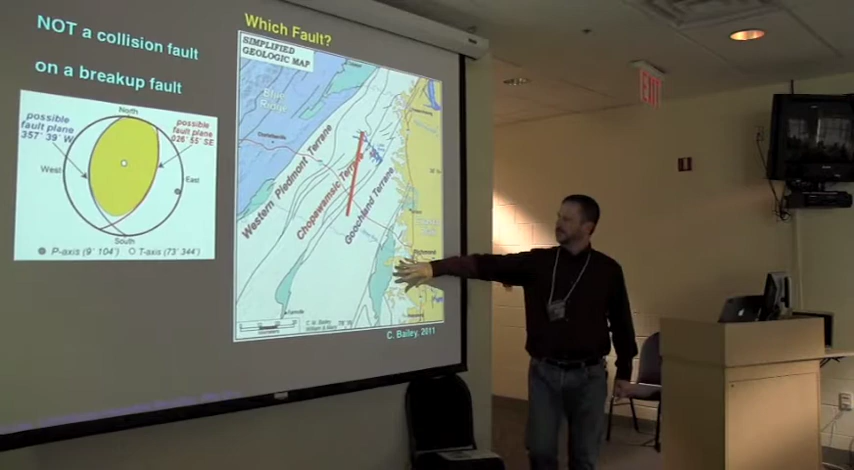 Which Fault?
NOT a collision fault
on a breakup fault
SIMPLIFIED
GEOLOGIC MAP
Blue
Ridge
Western Piedmont Terrane
Chopawamsic Terrane
Goochland Terrane
Richmond
possible
fault plane
357° 39° W
North
possible
fault plane
026° 55° SE
West
East
South
P-axis (9°104°)
T-axis (73°344°)
C. M. Bailey
C. Bailey, 2011
EXIT